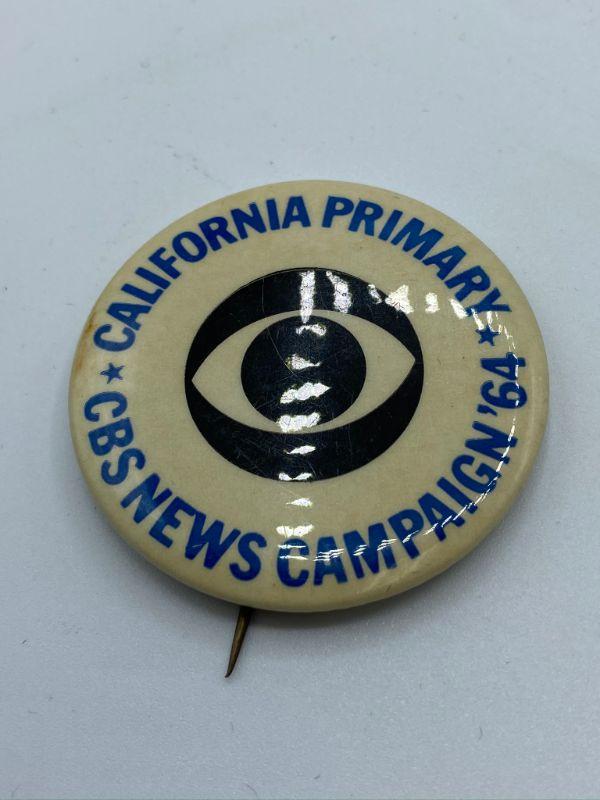 ★ CALIFORNIA PRIMARY ★
CBS NEWS CAMPAIGN '64